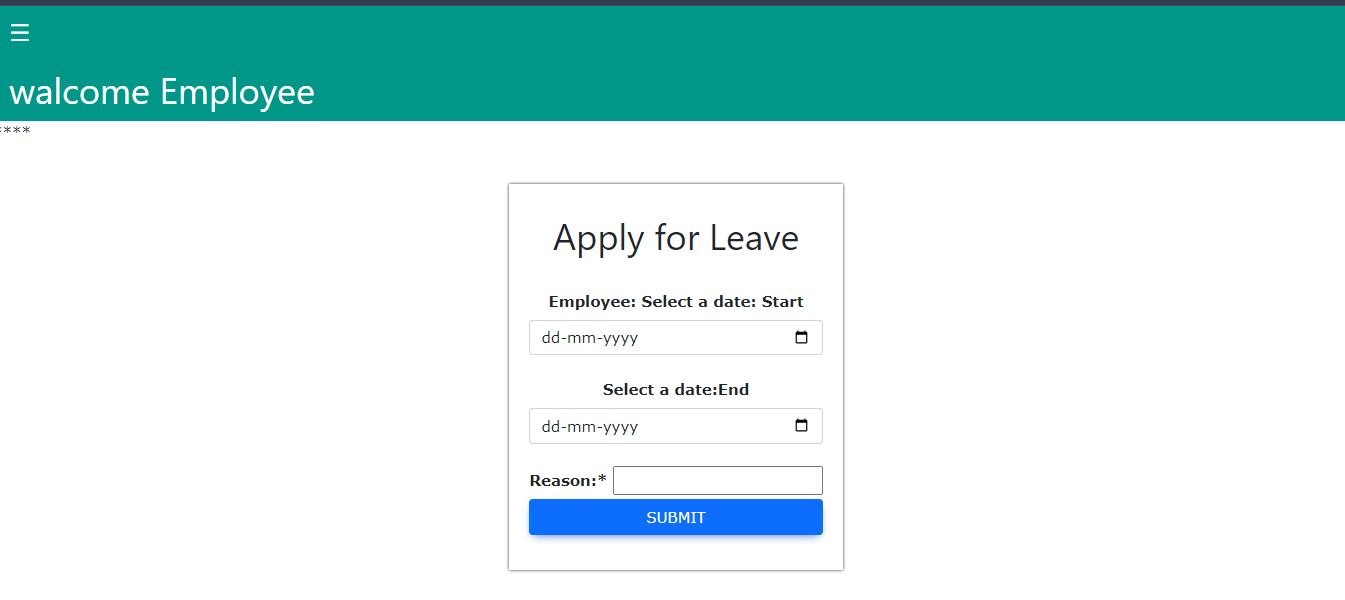 ☰
walcome Employee
****
Apply for Leave
Employee: Select a date: Start
dd-mm-yyyy
Select a date:End
dd-mm-yyyy
Reason:*
SUBMIT